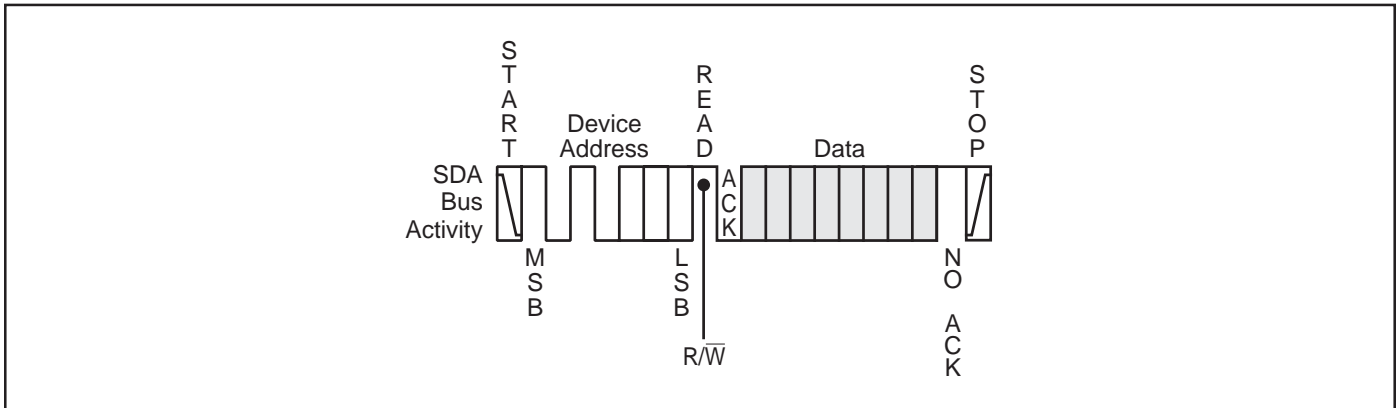 START
READ
STOP
Device
Address
Data
SDA
Bus
Activity
ACK
MSB
LSB
NO ACK
R/W̅